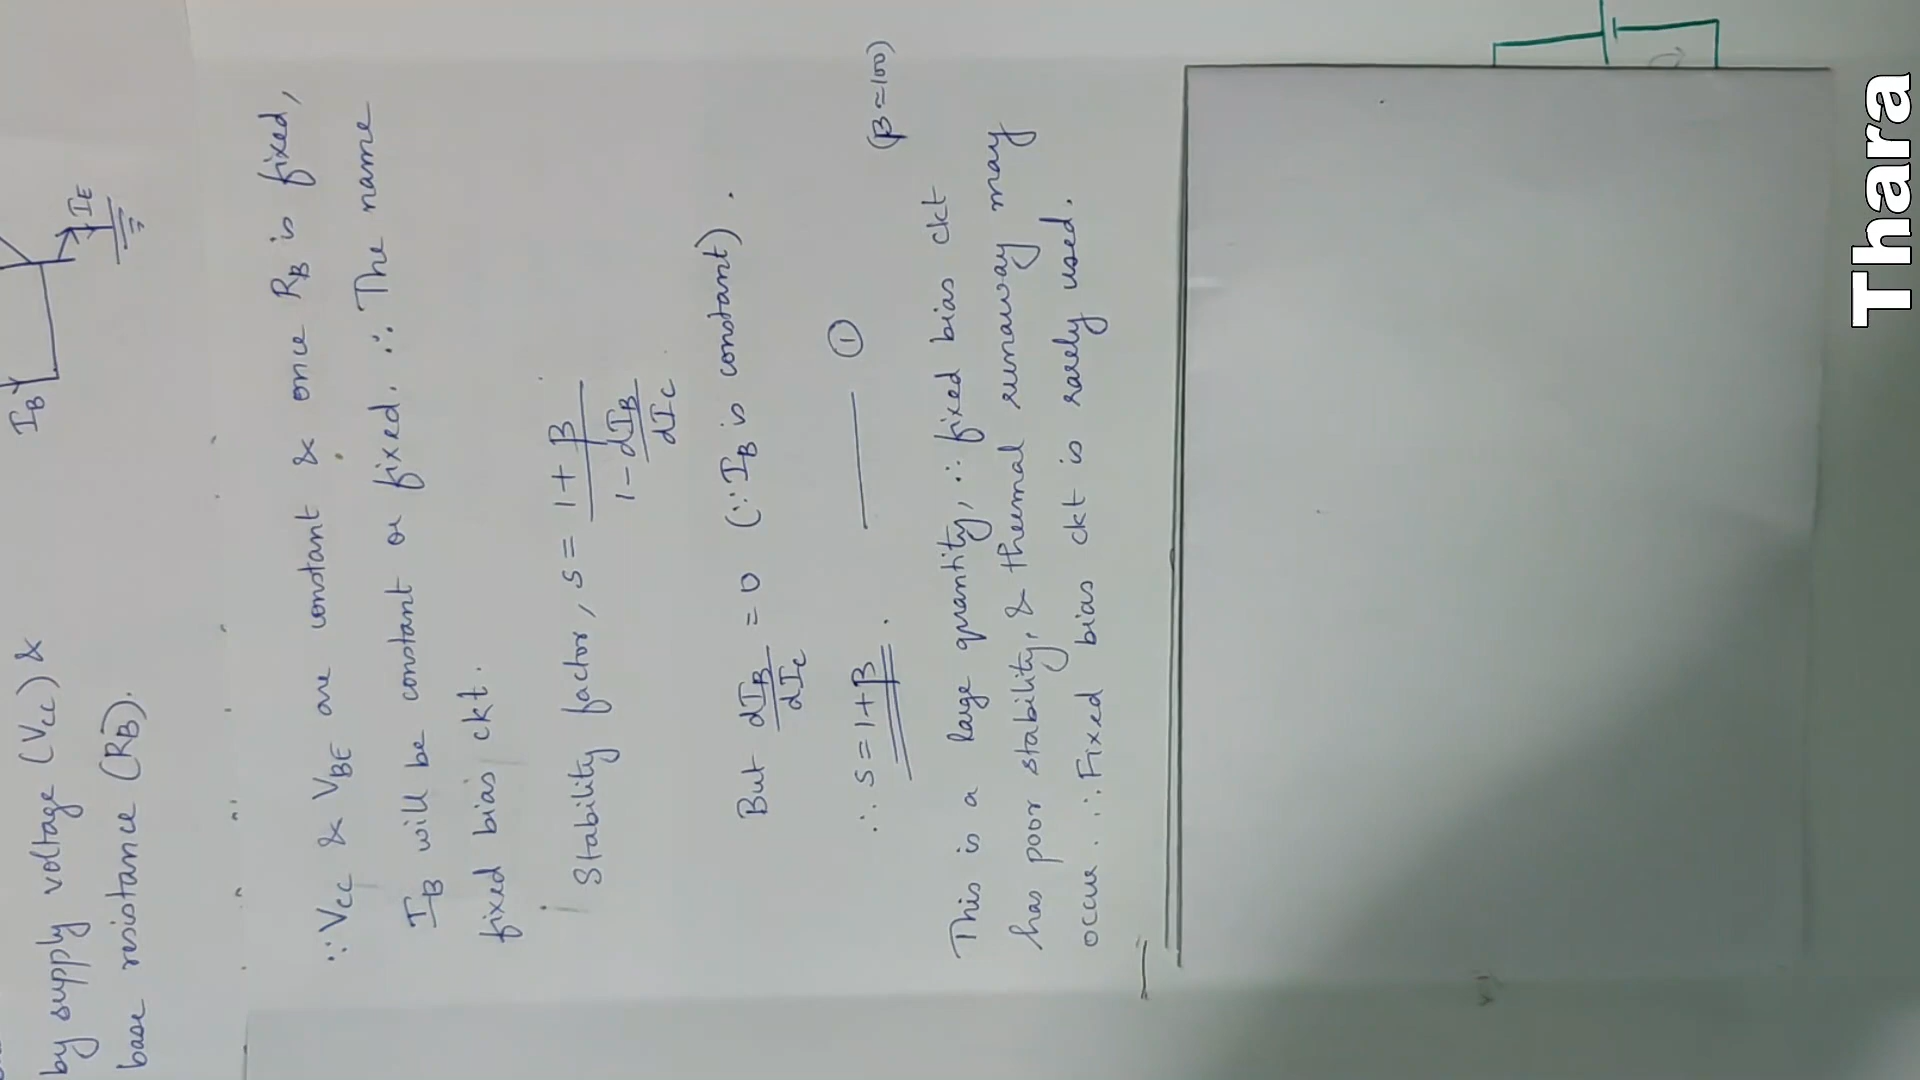 IB
IE
by supply voltage (Vcc) &
base resistance (RB).
∵ Vcc & VBE are constant & once RB is fixed,
IB will be constant or fixed. ∴ The name
fixed bias ckt.
Stability factor, S = 1+β
1 - dIB
dIC
But dIB = 0 (∵ IB is constant).
dIC
∴ S = 1+β. ——— ①
(β≈100)
This is a large quantity, ∴ fixed bias ckt
has poor stability, & thermal runaway may
occur. ∴ Fixed bias ckt is rarely used.
Thara